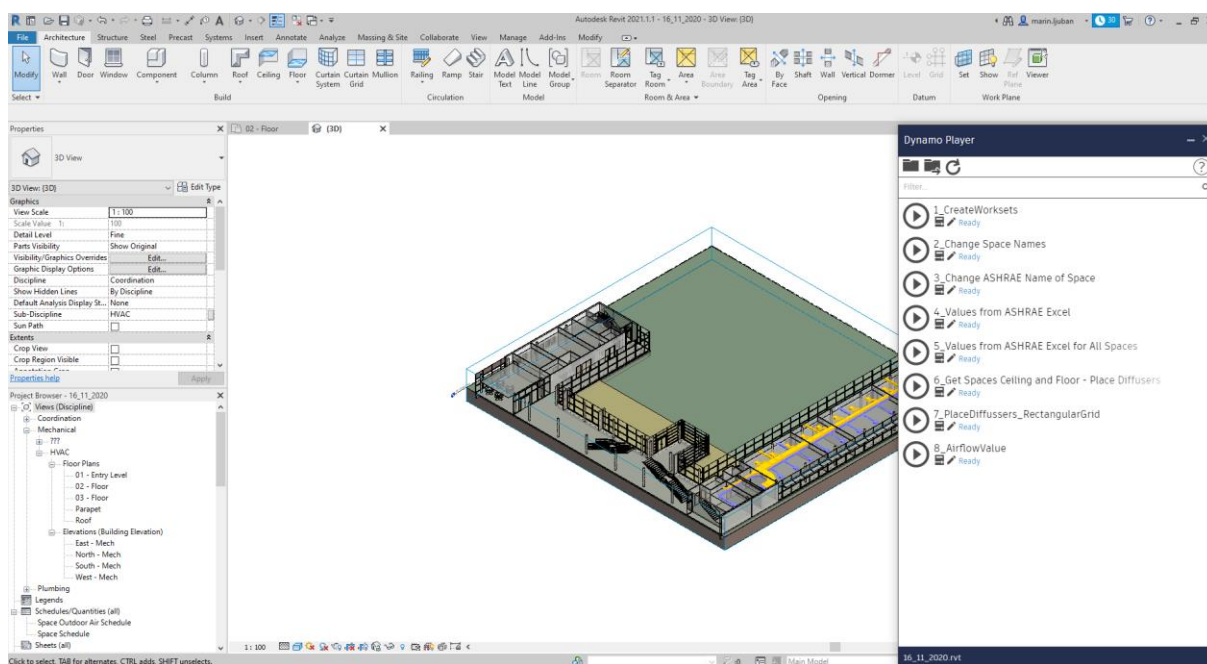 Autodesk Revit 2021.1.1 - 16_11_2020 - 3D View: {3D}
marin.ljuban
30
File Architecture Structure Steel Precast Systems Insert Annotate Analyze Massing & Site Collaborate View Manage Add-Ins Modify
Modify Wall Door Window Component Column Roof Ceiling Floor Curtain System Curtain Grid Mullion Railing Ramp Stair Model Text Model Line Model Group Room Room Separator Tag Room Area Area Boundary Tag Area By Face Shaft Wall Vertical Dormer Level Grid Set Show Ref Plane Viewer
Select Build Circulation Model Room & Area Opening Datum Work Plane
Properties
02 - Floor
{3D}
3D View
3D View: {3D}
Edit Type
Graphics
View Scale 1 : 100
Scale Value 1: 100
Detail Level Fine
Parts Visibility Show Original
Visibility/Graphics Overrides Edit...
Graphic Display Options Edit...
Discipline Coordination
Show Hidden Lines By Discipline
Default Analysis Display St... None
Sub-Discipline HVAC
Sun Path
Extents
Crop View
Crop Region Visible
Properties help
Apply
Project Browser - 16_11_2020
Views (Discipline)
Coordination
Mechanical
???
HVAC
Floor Plans
01 - Entry Level
02 - Floor
03 - Floor
Parapet
Roof
Elevations (Building Elevation)
East - Mech
North - Mech
South - Mech
West - Mech
Plumbing
Legends
Schedules/Quantities (all)
Space Outdoor Air Schedule
Space Schedule
Sheets (all)
1 : 100
Click to select, TAB for alternates, CTRL adds, SHIFT unselects.
Main Model
Dynamo Player
Filter...
1_CreateWorksets
Ready
2_Change Space Names
Ready
3_Change ASHRAE Name of Space
Ready
4_Values from ASHRAE Excel
Ready
5_Values from ASHRAE Excel for All Spaces
Ready
6_Get Spaces Ceiling and Floor - Place Diffusers
Ready
7_PlaceDiffussers_RectangularGrid
Ready
8_AirflowValue
Ready
16_11_2020.rvt